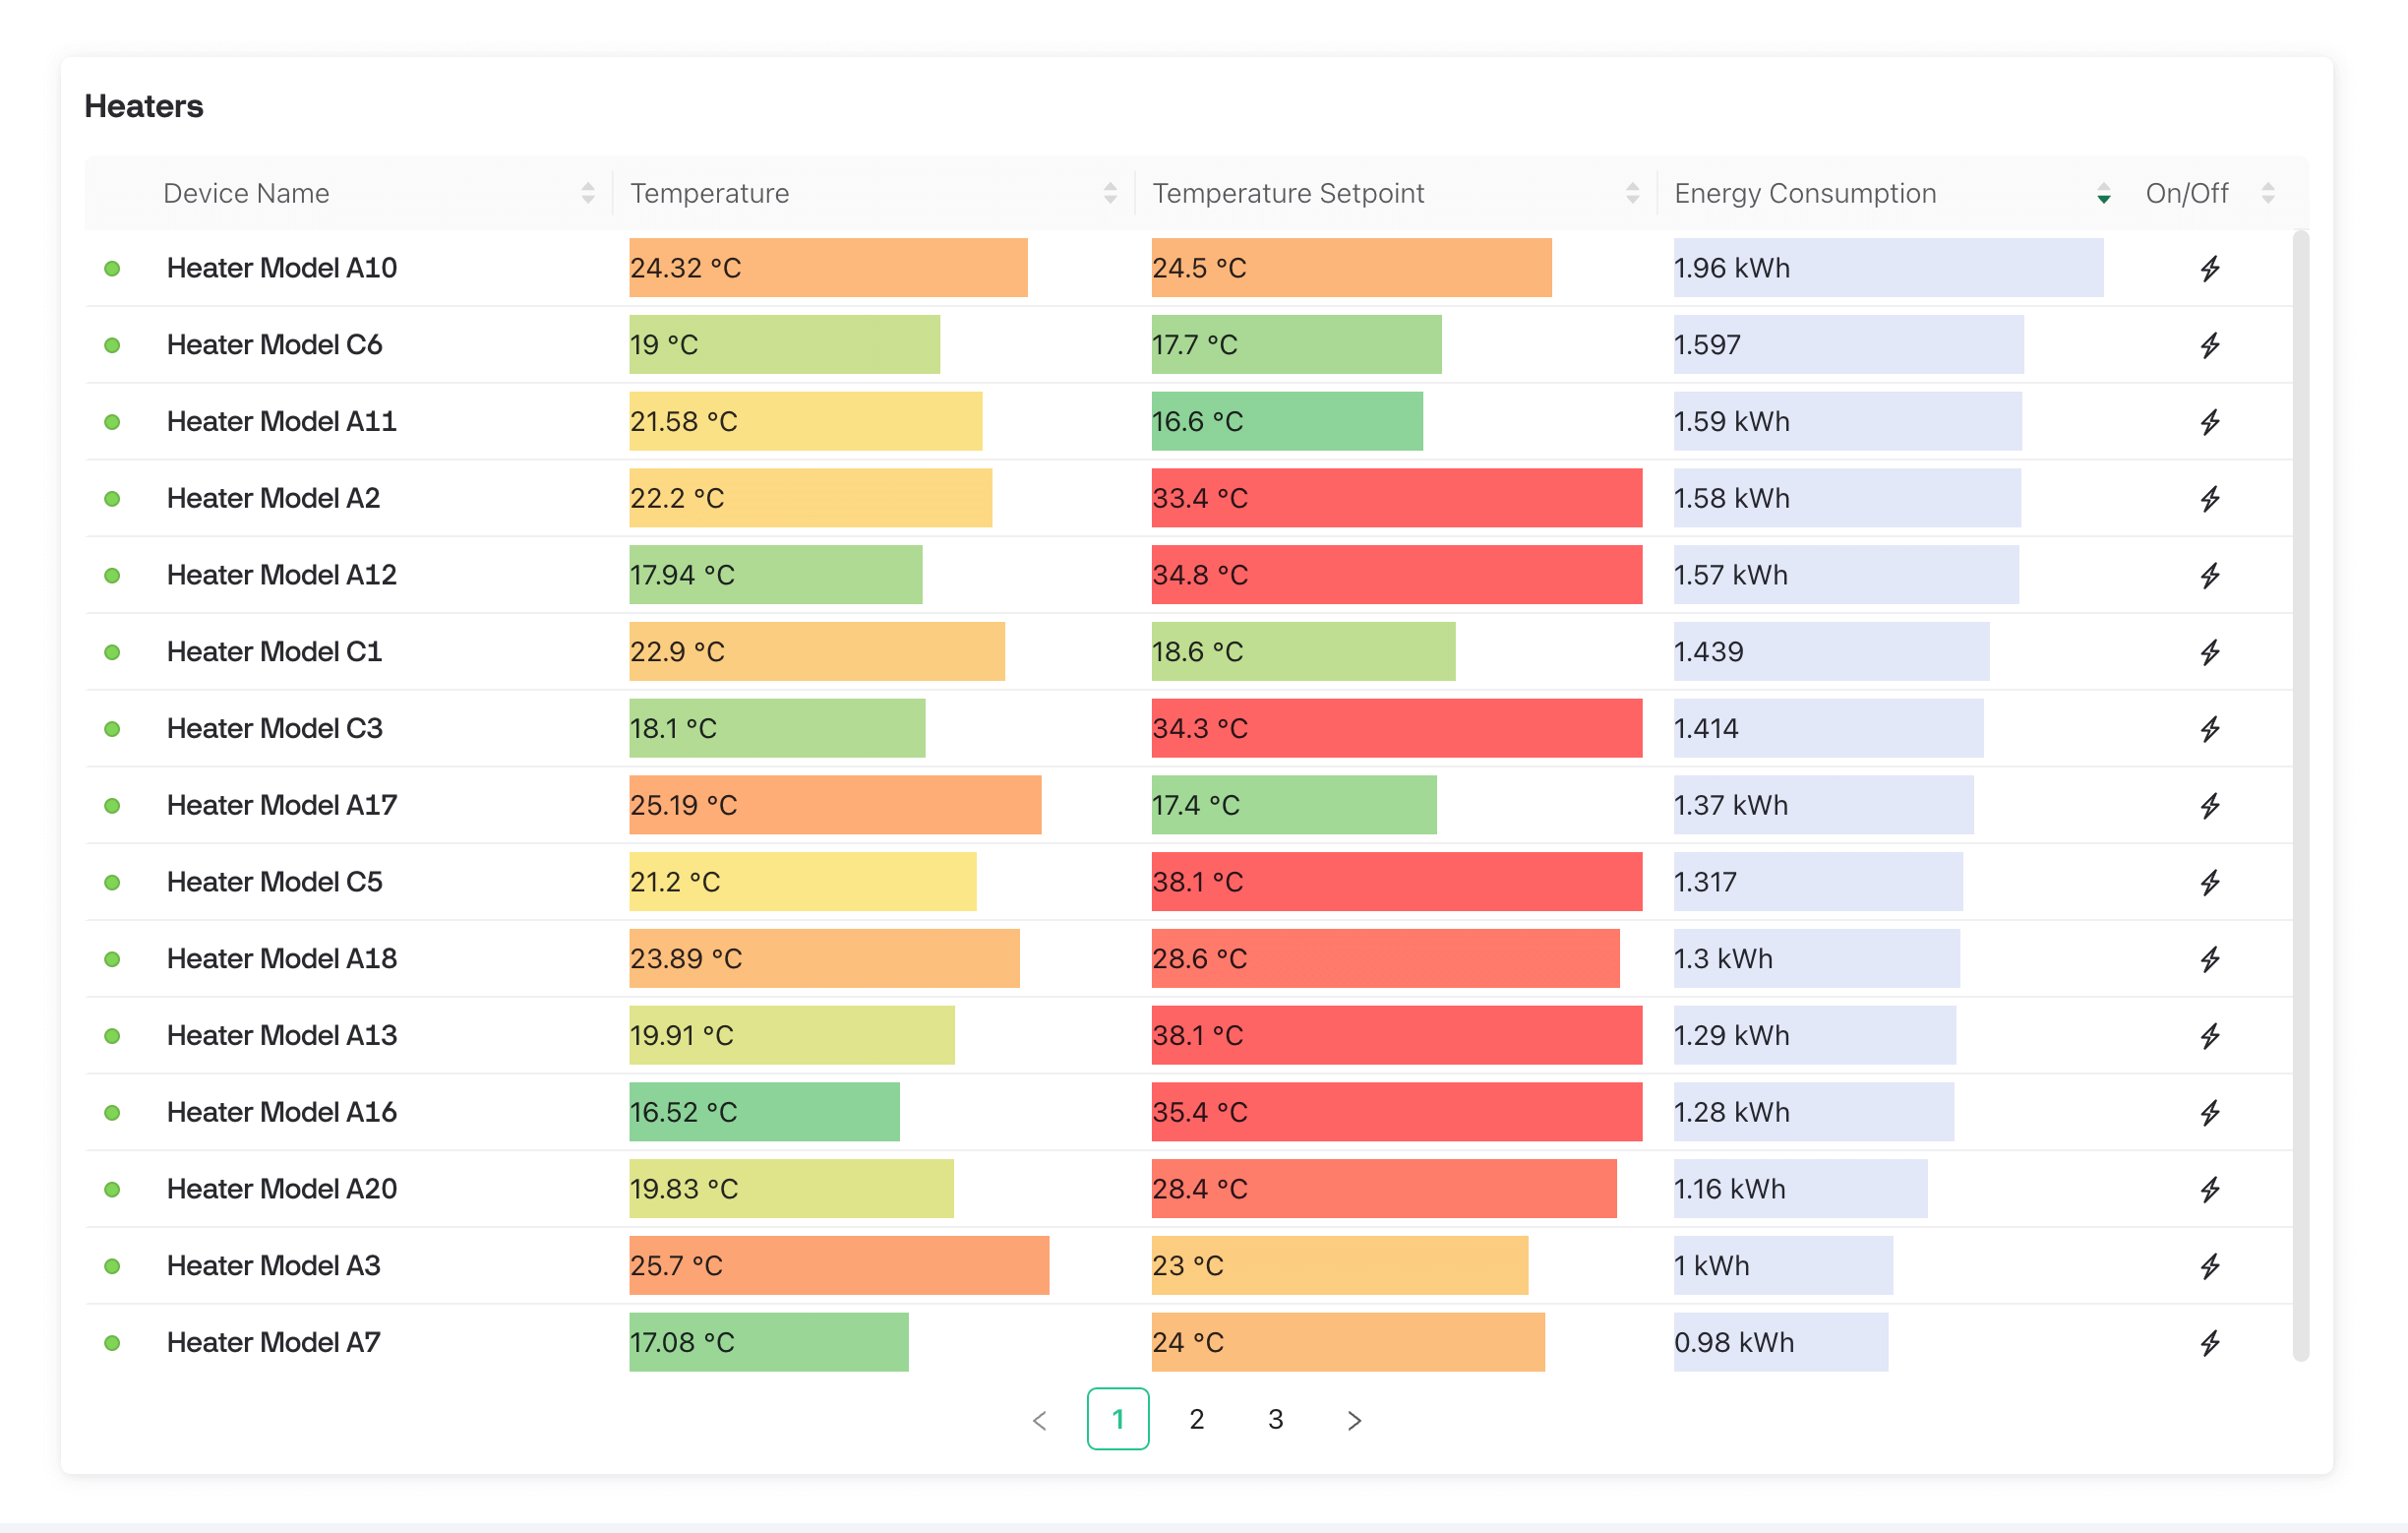 Heaters
Device Name Temperature Temperature Setpoint Energy Consumption On/Off
Heater Model A10 24.32 °C 24.5 °C 1.96 kWh
Heater Model C6 19 °C 17.7 °C 1.597
Heater Model A11 21.58 °C 16.6 °C 1.59 kWh
Heater Model A2 22.2 °C 33.4 °C 1.58 kWh
Heater Model A12 17.94 °C 34.8 °C 1.57 kWh
Heater Model C1 22.9 °C 18.6 °C 1.439
Heater Model C3 18.1 °C 34.3 °C 1.414
Heater Model A17 25.19 °C 17.4 °C 1.37 kWh
Heater Model C5 21.2 °C 38.1 °C 1.317
Heater Model A18 23.89 °C 28.6 °C 1.3 kWh
Heater Model A13 19.91 °C 38.1 °C 1.29 kWh
Heater Model A16 16.52 °C 35.4 °C 1.28 kWh
Heater Model A20 19.83 °C 28.4 °C 1.16 kWh
Heater Model A3 25.7 °C 23 °C 1 kWh
Heater Model A7 17.08 °C 24 °C 0.98 kWh
1 2 3